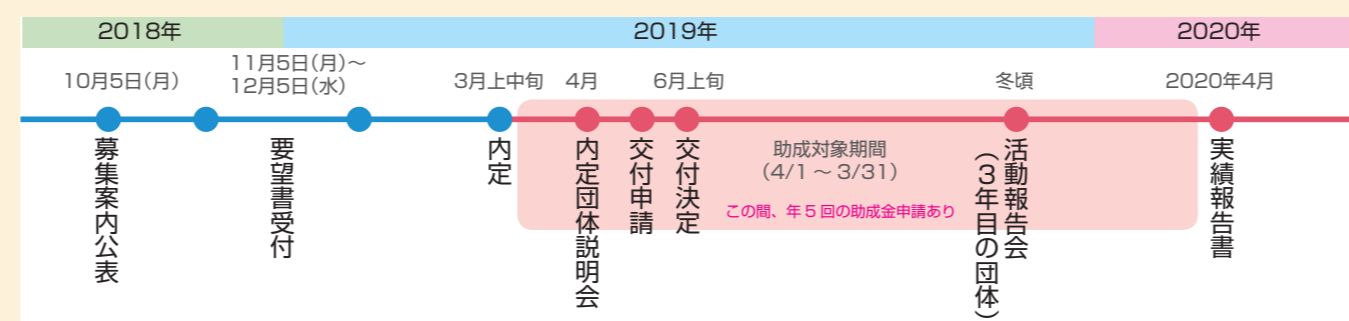 2018年
2019年
2020年
10月5日(月)
11月5日(月)～
12月5日(水)
3月上中旬
4月
6月上旬
冬頃
2020年4月
募集案内公表
要望書受付
内定
内定団体説明会
交付申請
交付決定
助成対象期間
(4/1 ～ 3/31)
この間、年 5 回の助成金申請あり
活動報告会
(3年目の団体)
実績報告書